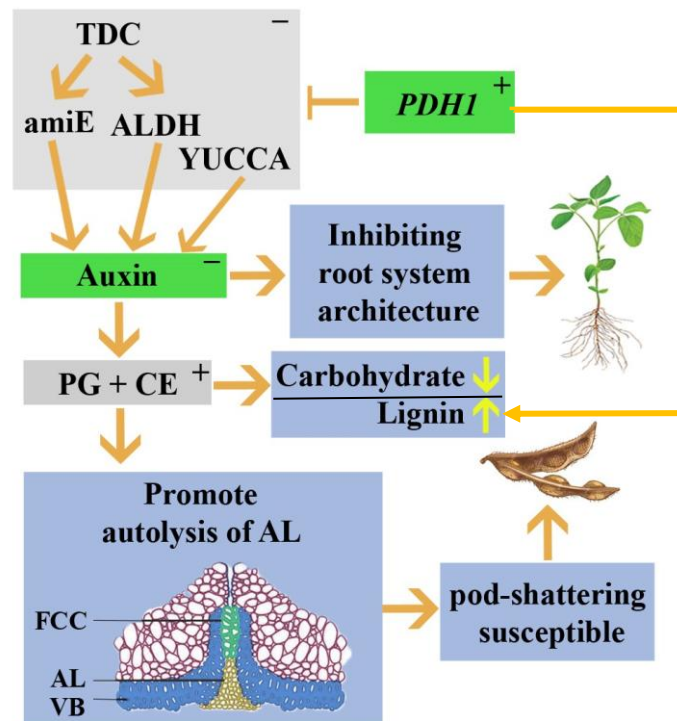 TDC
−
amiE
ALDH
YUCCA
PDH1
+
Auxin
−
Inhibiting
root system
architecture
PG + CE
+
Carbohydrate
Lignin
Promote
autolysis of AL
FCC
AL
VB
pod-shattering
susceptible